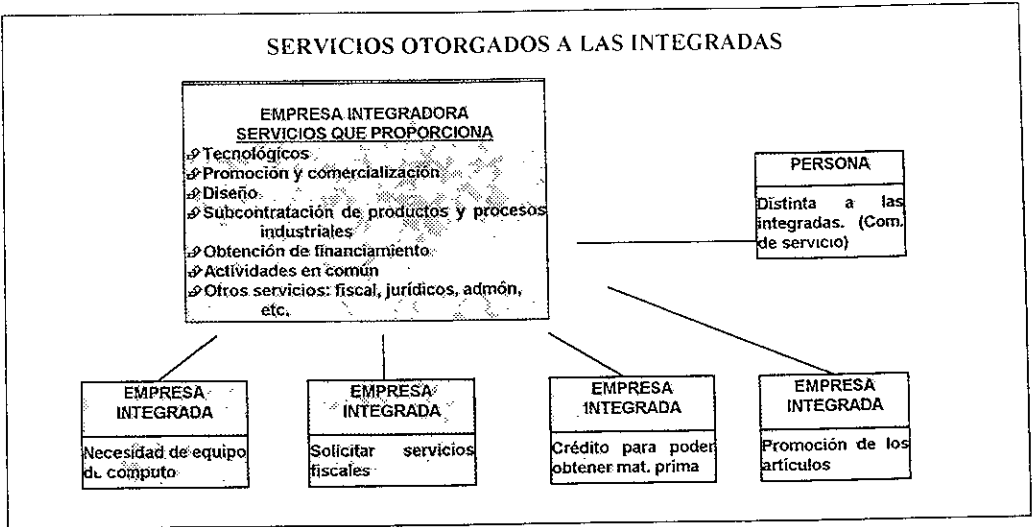 SERVICIOS OTORGADOS A LAS INTEGRADAS
EMPRESA INTEGRADORA
SERVICIOS QUE PROPORCIONA
Tecnológicos
Promoción y comercialización
Diseño
Subcontratación de productos y procesos
industriales
Obtención de financiamiento
Actividades en común
Otros servicios: fiscal, jurídicos, admón,
etc.
PERSONA
Distinta a las
integradas. (Com.
de servicio)
EMPRESA
INTEGRADA
Necesidad de equipo
de computo
EMPRESA
INTEGRADA
Solicitar servicios
fiscales
EMPRESA
INTEGRADA
Crédito para poder
obtener mat. prima
EMPRESA
INTEGRADA
Promoción de los
artículos